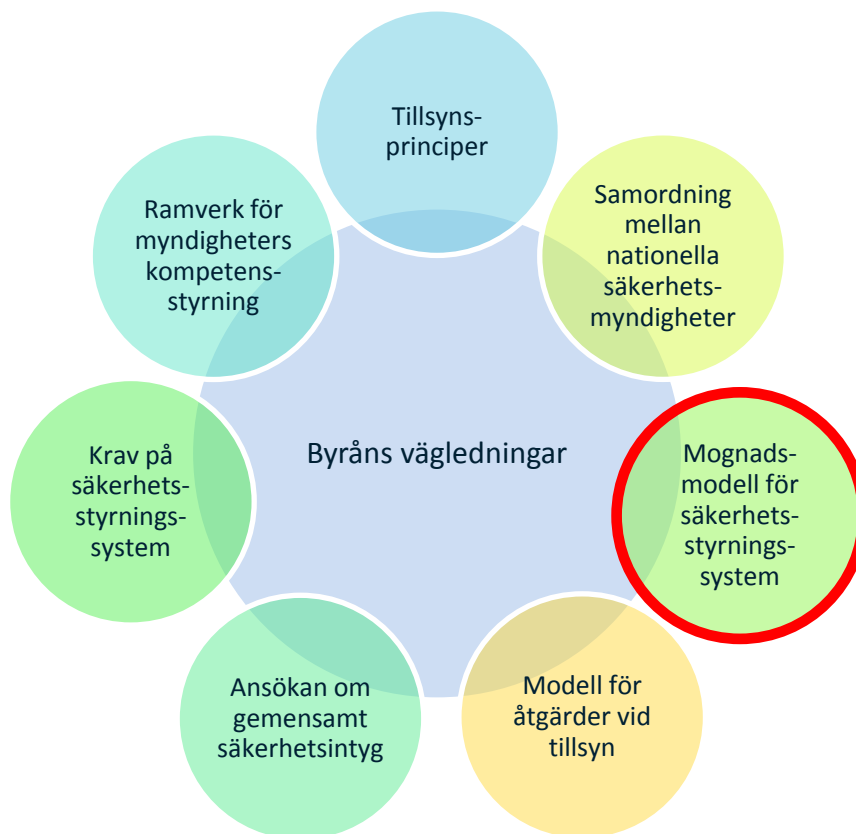 Tillsyns-
principer
Samordning
mellan
nationella
säkerhets-
myndigheter
Mognads-
modell för
säkerhets-
styrnings-
system
Modell för
åtgärder vid
tillsyn
Ansökan om
gemensamt
säkerhetsintyg
Krav på
säkerhets-
styrnings-
system
Ramverk för
myndigheters
kompetens-
styrning
Byråns vägledningar